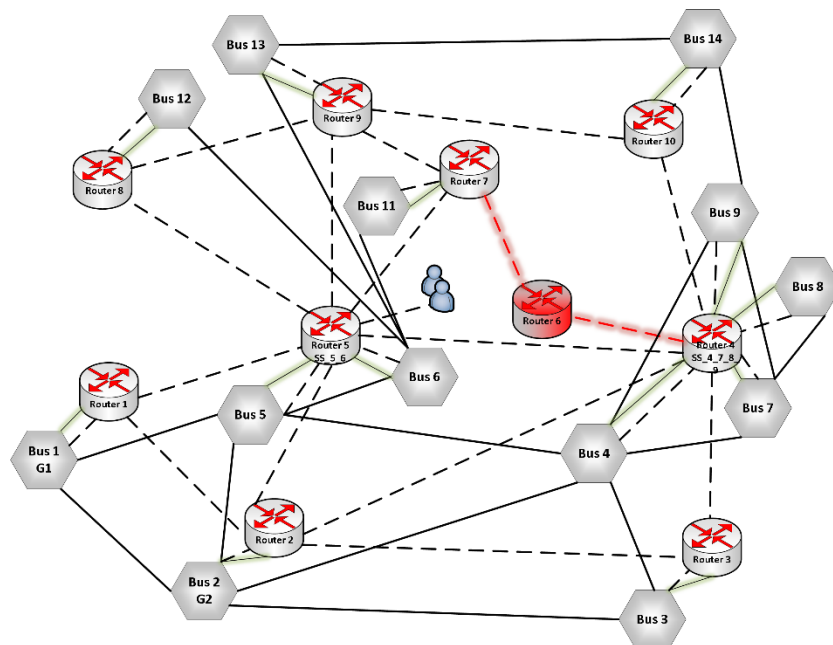 Bus 13
Bus 14
Bus 12
Router 9
Router 10
Router 8
Router 7
Bus 11
Bus 9
Bus 8
Router 6
Router 5
SS_5_6
Router 4
SS_4_7_8_
9
Bus 6
Router 1
Bus 5
Bus 7
Bus 1
G1
Bus 4
Router 2
Router 3
Bus 2
G2
Bus 3